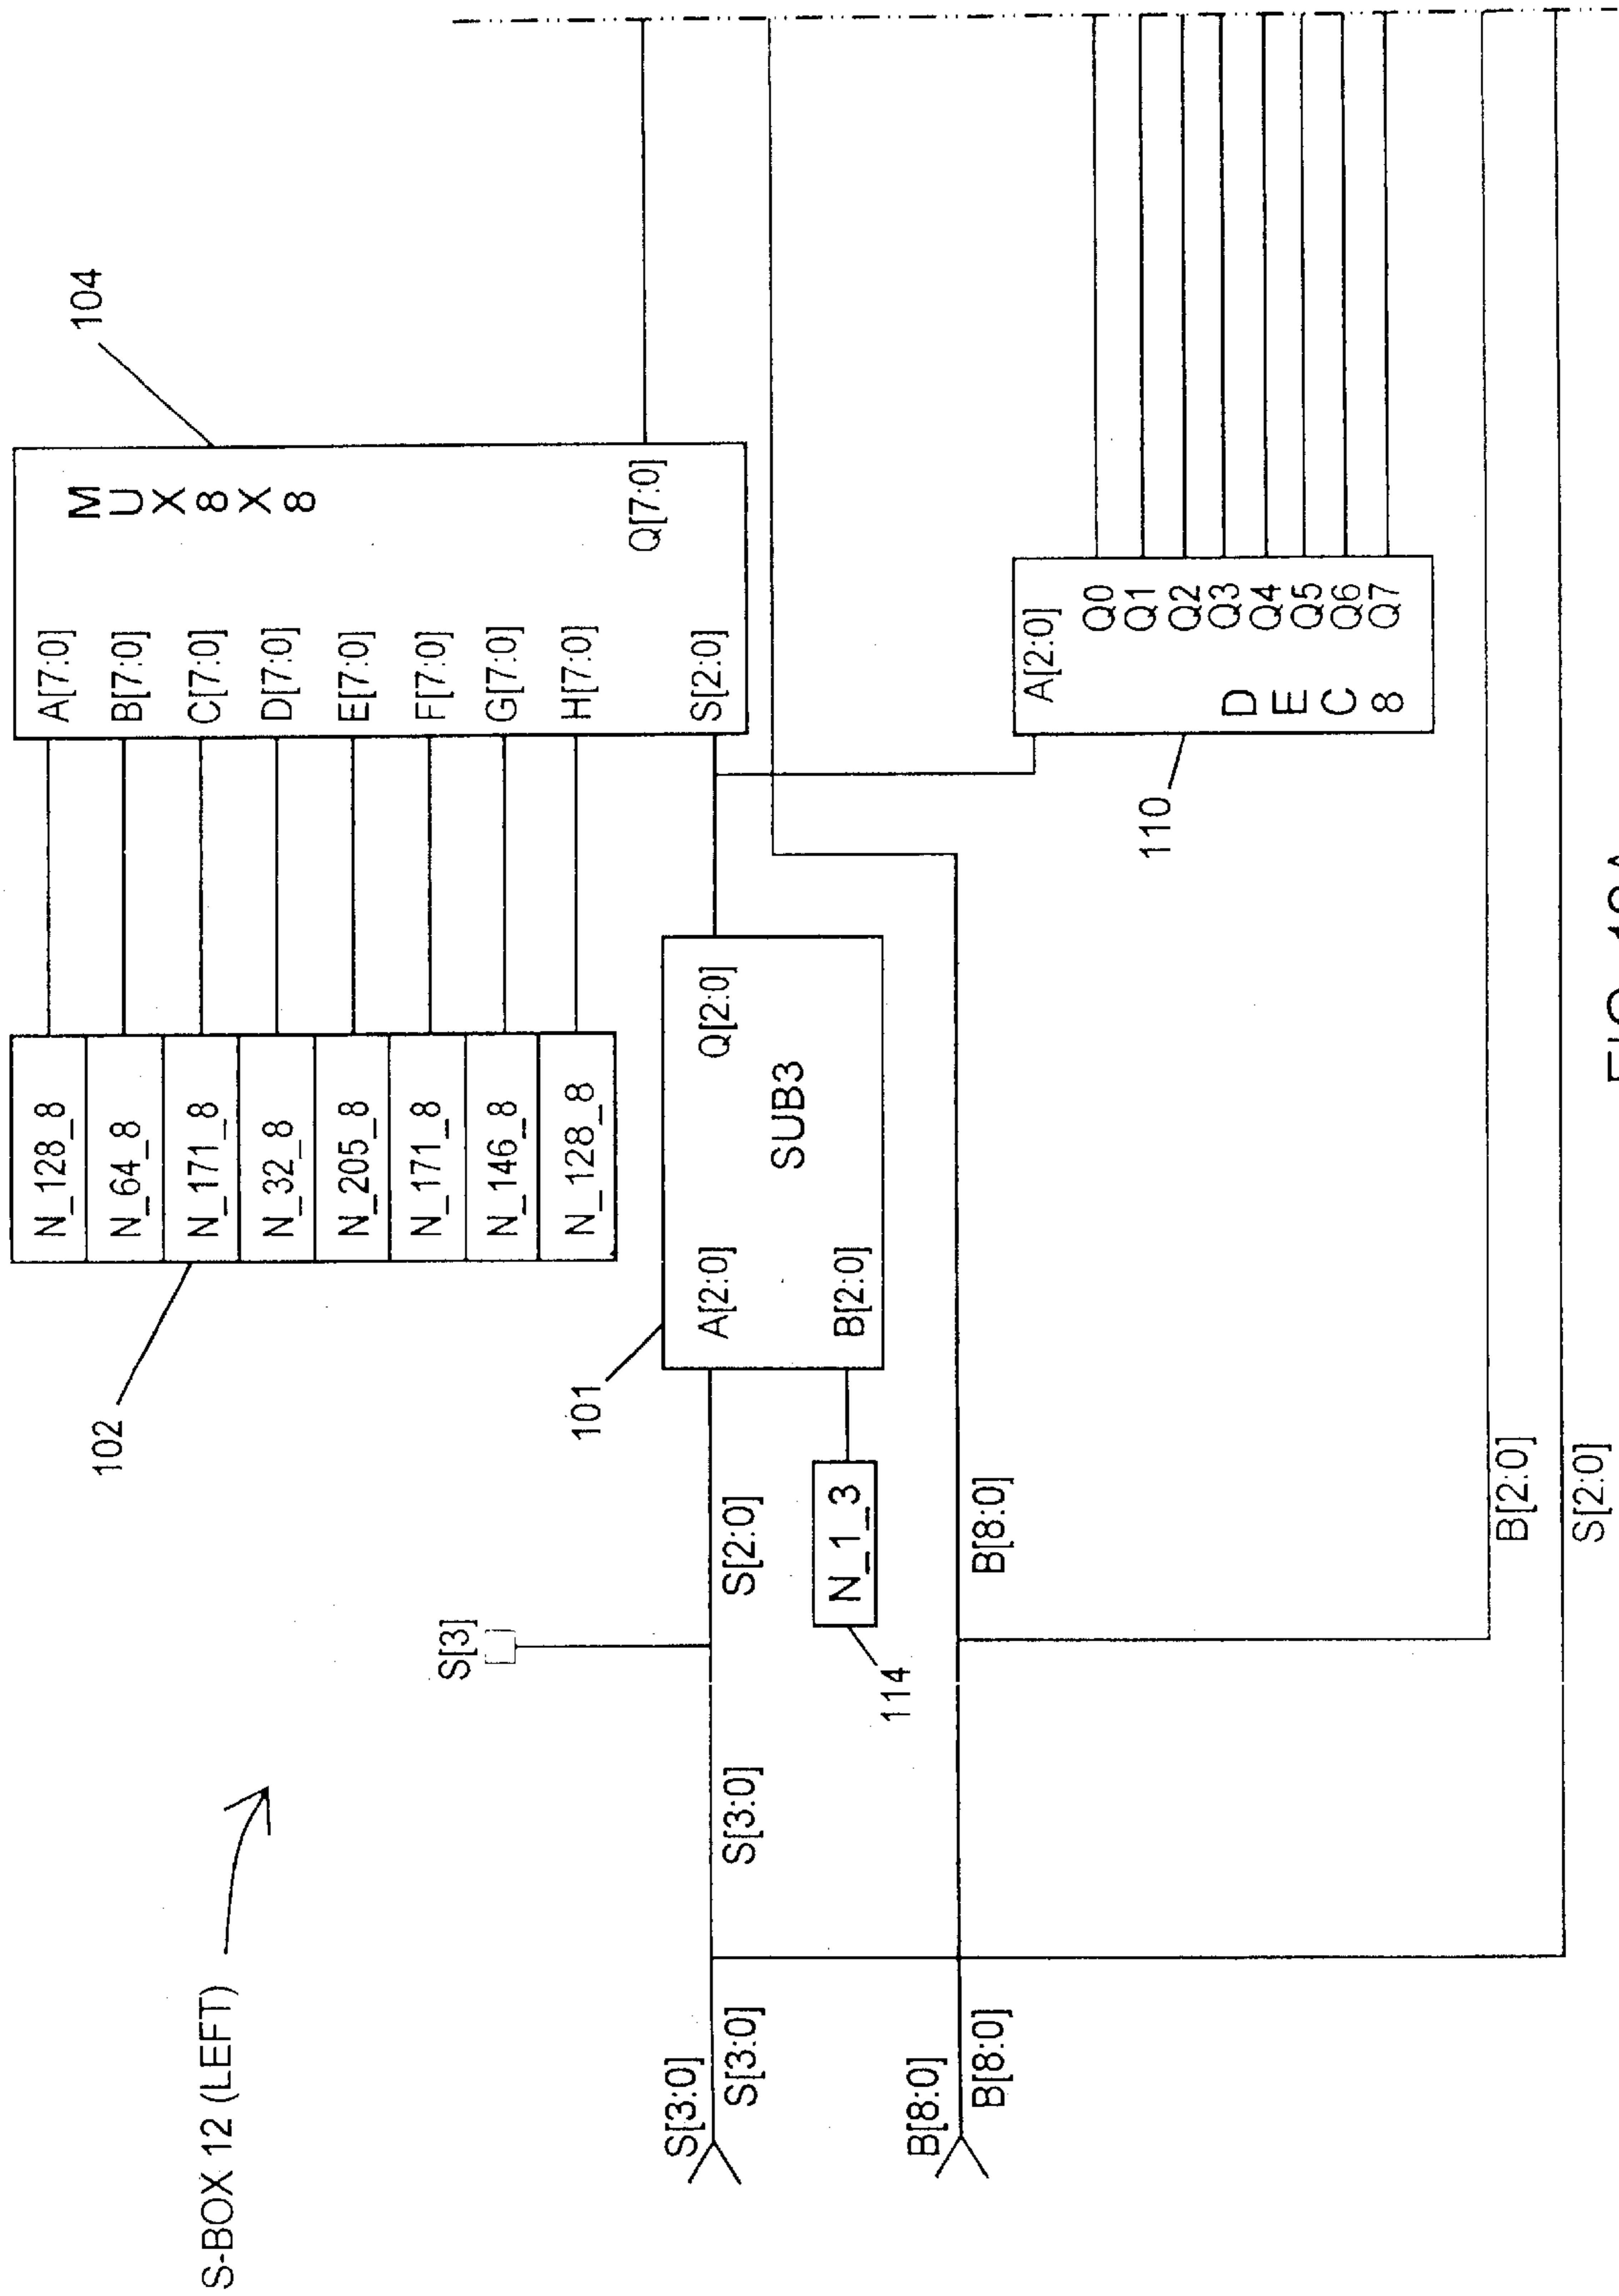 S-BOX 12 (LEFT)
102
N_128_8
N_64_8
N_171_8
N_32_8
N_205_8
N_171_8
N_146_8
N_128_8
104
A[7:0]
B[7:0]
C[7:0]
D[7:0]
E[7:0]
F[7:0]
G[7:0]
H[7:0]
S[2:0]
MUX8X8
Q[7:0]
S[3:0]
S[3:0]
S[3:0]
S[3]
S[2:0]
101
A[2:0]
B[2:0]
SUB3
Q[2:0]
N_1_3
114
B[8:0]
B[8:0]
B[8:0]
110
A[2:0]
DEC8
Q0
Q1
Q2
Q3
Q4
Q5
Q6
Q7
B[2:0]
S[2:0]